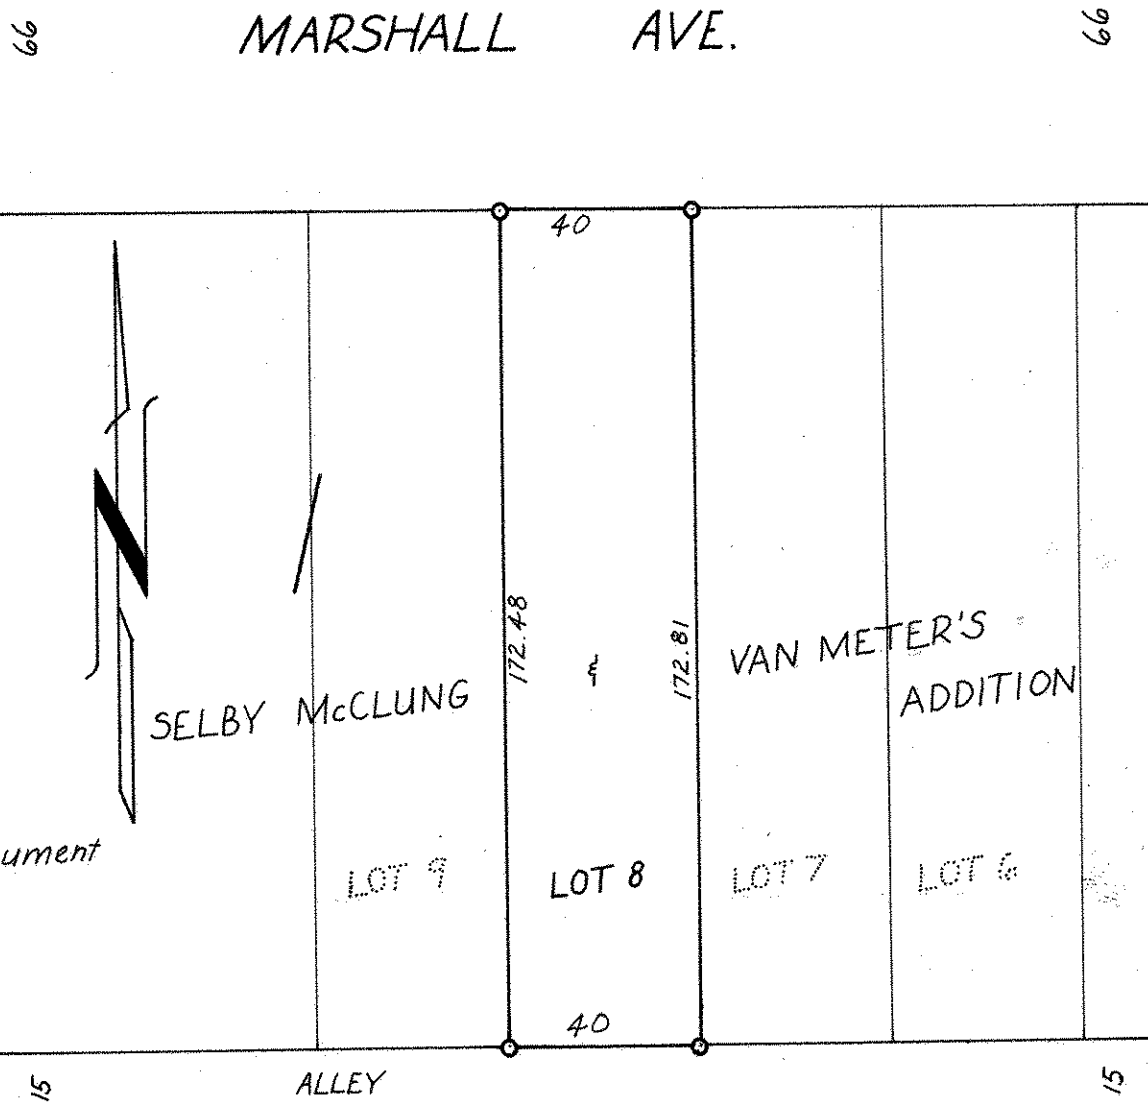 66 MARSHALL AVE. 66
40
N
172.48
172.81
SELBY McCLUNG & VAN METER'S
ADDITION
ument
LOT 9 LOT 8 LOT 7 LOT 6
40
15 ALLEY 15